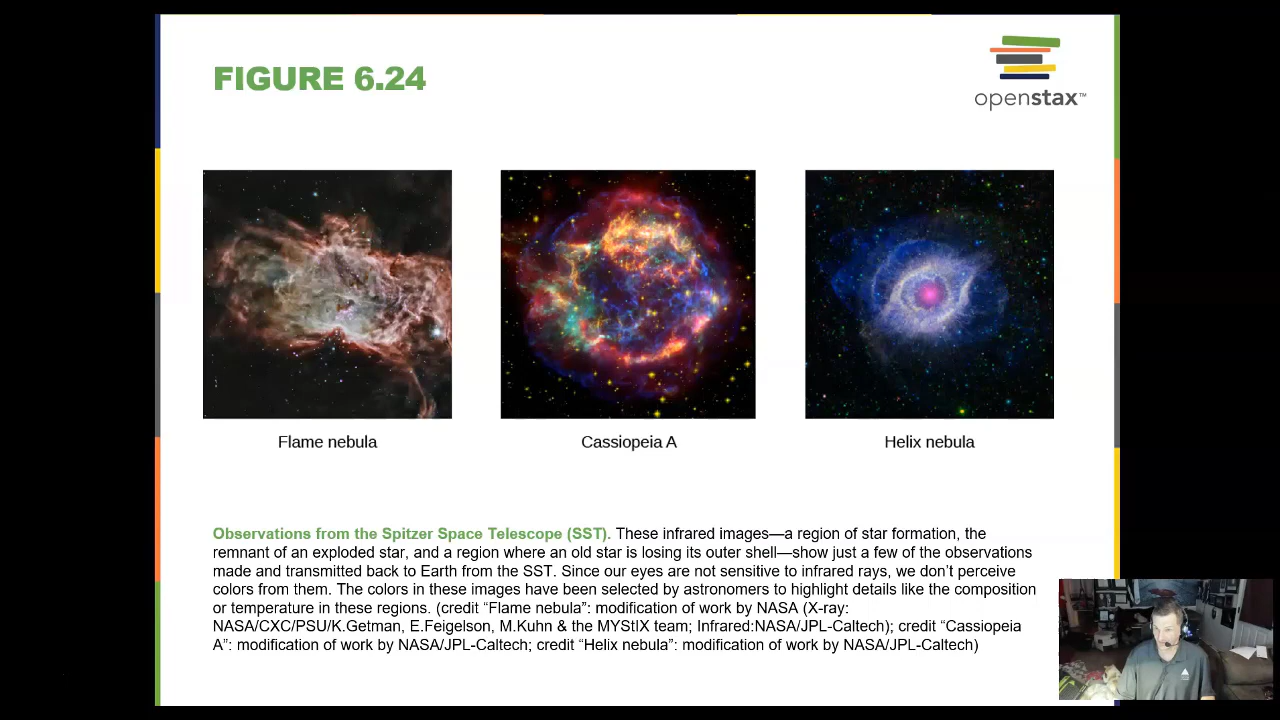 FIGURE 6.24
openstax™
Flame nebula
Cassiopeia A
Helix nebula
Observations from the Spitzer Space Telescope (SST). These infrared images—a region of star formation, the
remnant of an exploded star, and a region where an old star is losing its outer shell—show just a few of the observations
made and transmitted back to Earth from the SST. Since our eyes are not sensitive to infrared rays, we don’t perceive
colors from them. The colors in these images have been selected by astronomers to highlight details like the composition
or temperature in these regions. (credit “Flame nebula”: modification of work by NASA (X-ray:
NASA/CXC/PSU/K.Getman, E.Feigelson, M.Kuhn & the MYStIX team; Infrared:NASA/JPL-Caltech); credit “Cassiopeia
A”: modification of work by NASA/JPL-Caltech; credit “Helix nebula”: modification of work by NASA/JPL-Caltech)